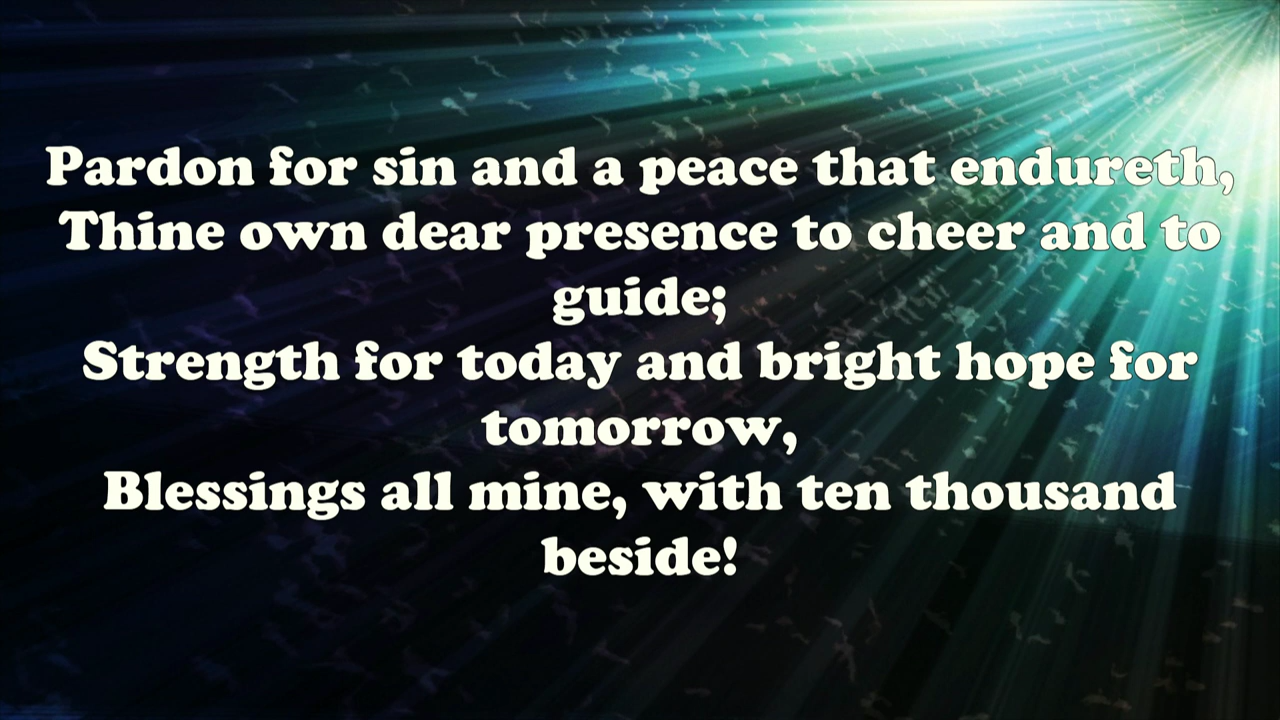 Pardon for sin and a peace that endureth,
Thine own dear presence to cheer and to
guide;
Strength for today and bright hope for
tomorrow,
Blessings all mine, with ten thousand
beside!